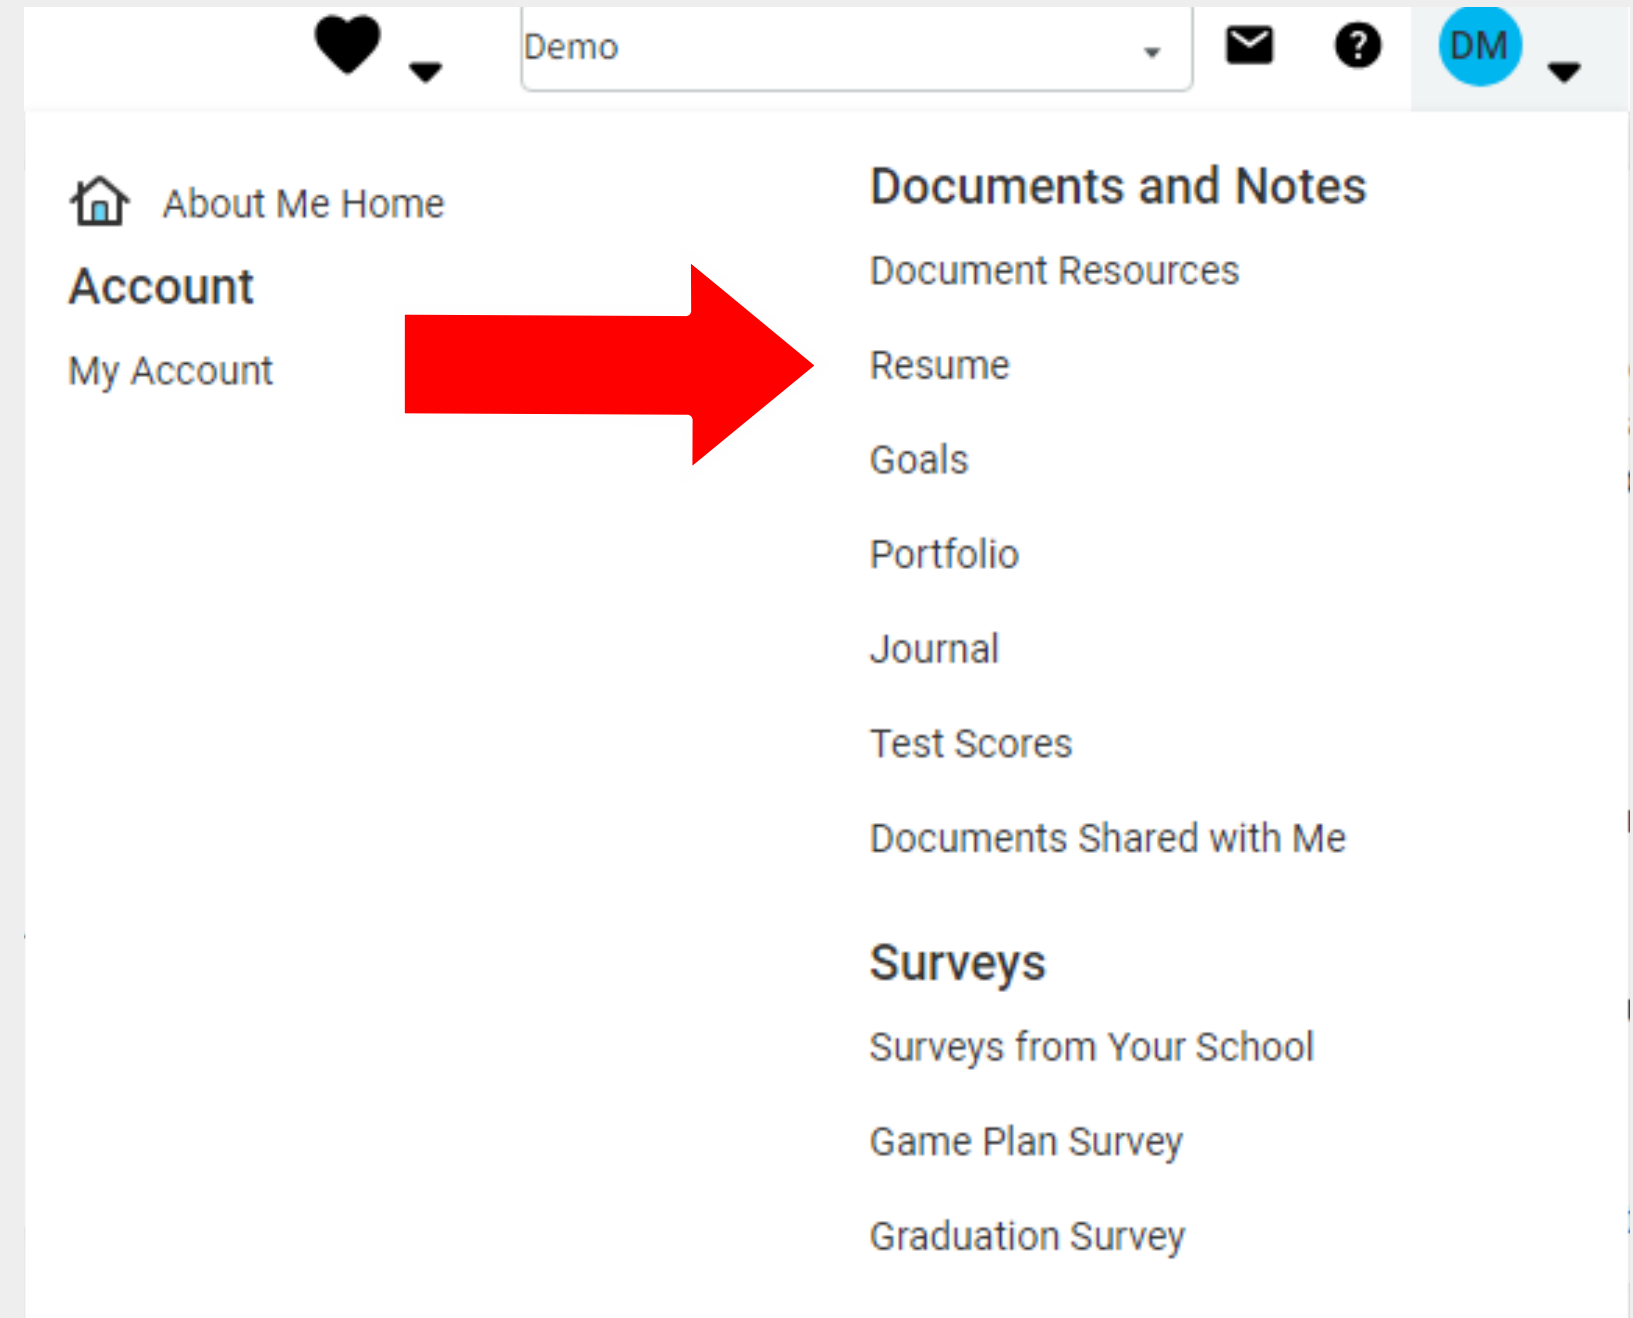 Demo
DM
About Me Home
Account
My Account
Documents and Notes
Document Resources
Resume
Goals
Portfolio
Journal
Test Scores
Documents Shared with Me
Surveys
Surveys from Your School
Game Plan Survey
Graduation Survey